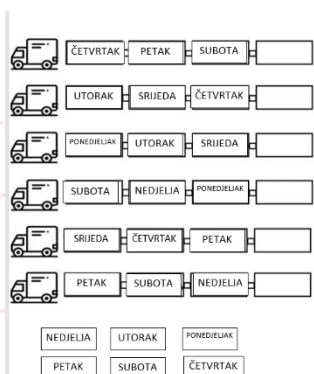 ČETVRTAK PETAK SUBOTA
UTORAK SRIJEDA ČETVRTAK
PONEDJELJAK UTORAK SRIJEDA
SUBOTA NEDJELJA PONEDJELJAK
SRIJEDA ČETVRTAK PETAK
PETAK SUBOTA NEDJELJA
NEDJELJA UTORAK PONEDJELJAK
PETAK SUBOTA ČETVRTAK